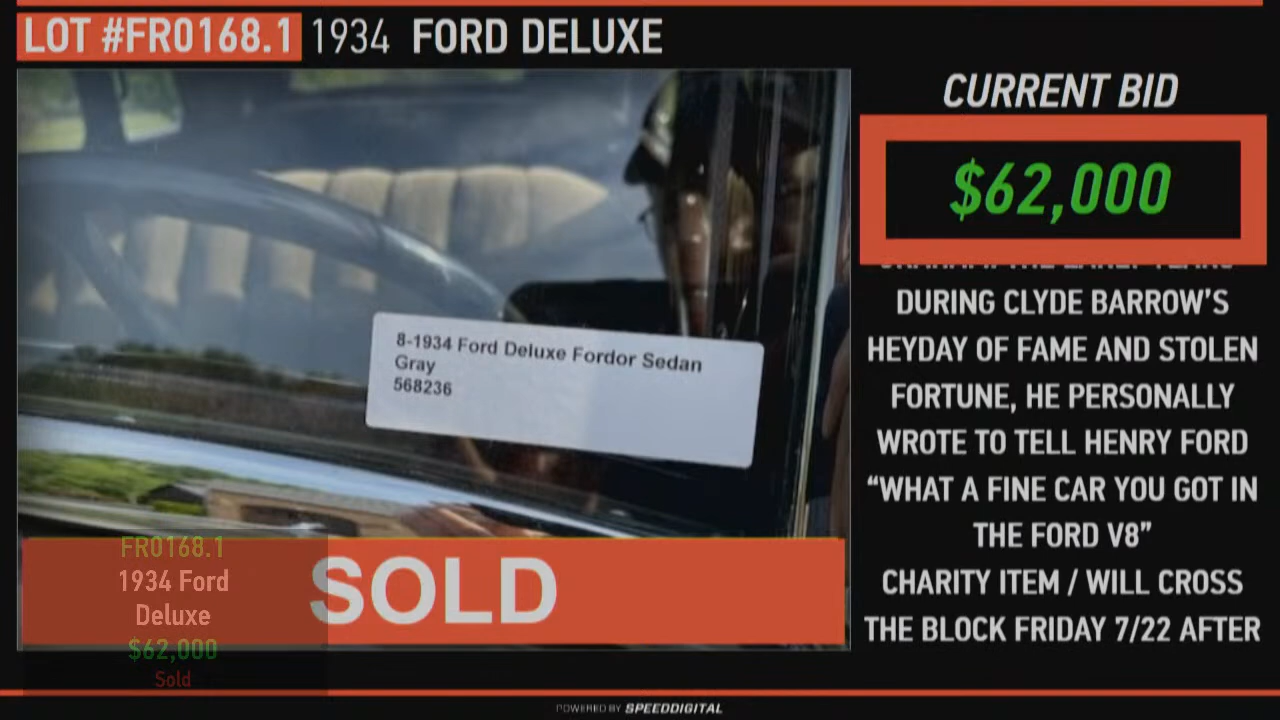 LOT #FR0168.1 1934 FORD DELUXE
CURRENT BID
$62,000
DURING CLYDE BARROW'S
HEYDAY OF FAME AND STOLEN
FORTUNE, HE PERSONALLY
WROTE TO TELL HENRY FORD
“WHAT A FINE CAR YOU GOT IN
THE FORD V8”
CHARITY ITEM / WILL CROSS
THE BLOCK FRIDAY 7/22 AFTER
8-1934 Ford Deluxe Fordor Sedan
Gray
568236
SOLD
FR0168.1
1934 Ford
Deluxe
$62,000
Sold
POWERED BY SPEEDDIGITAL